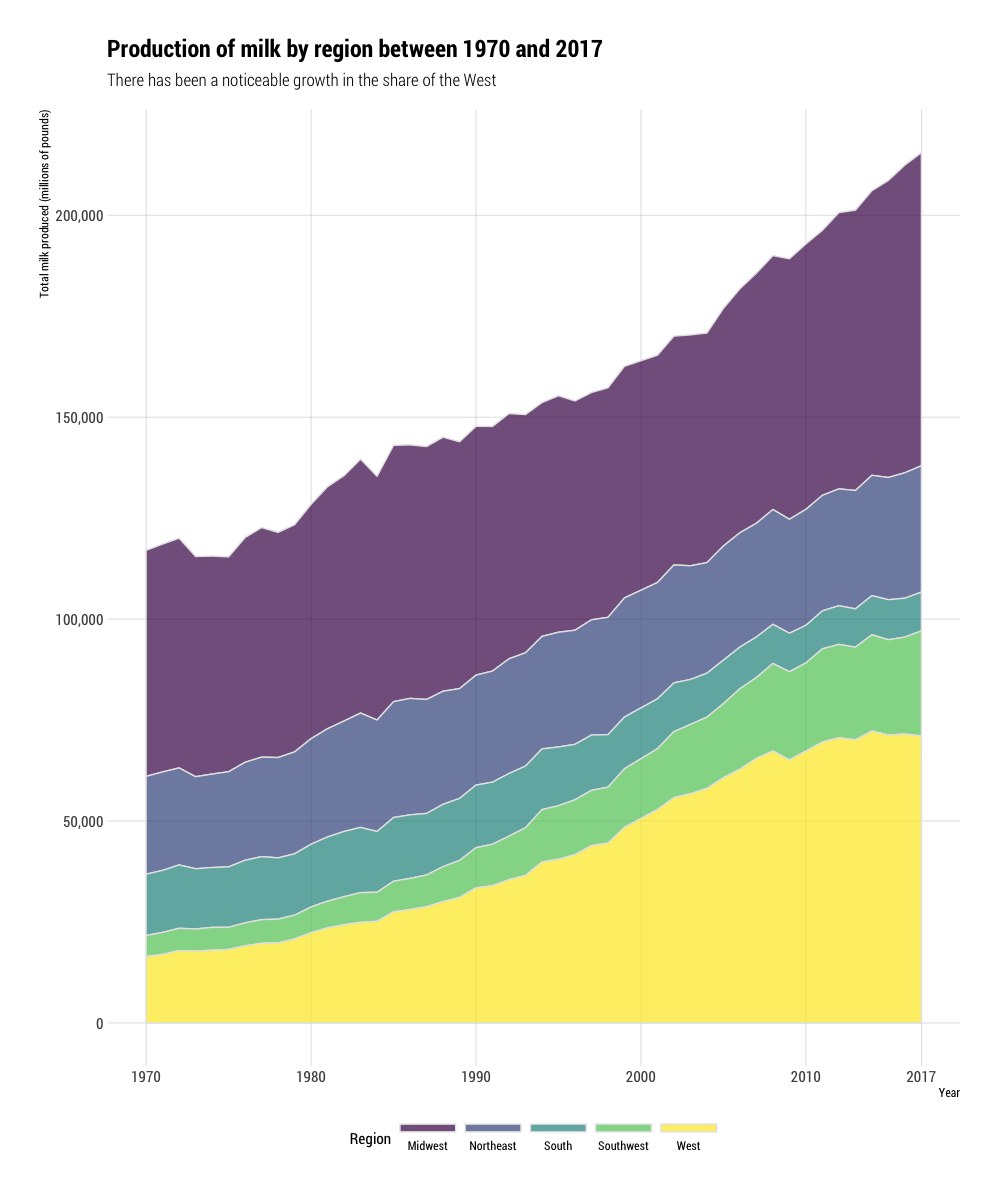 Production of milk by region between 1970 and 2017
There has been a noticeable growth in the share of the West
Total milk produced (millions of pounds)
200,000
150,000
100,000
50,000
0
1970 1980 1990 2000 2010 2017
Year
Region
Midwest Northeast South Southwest West